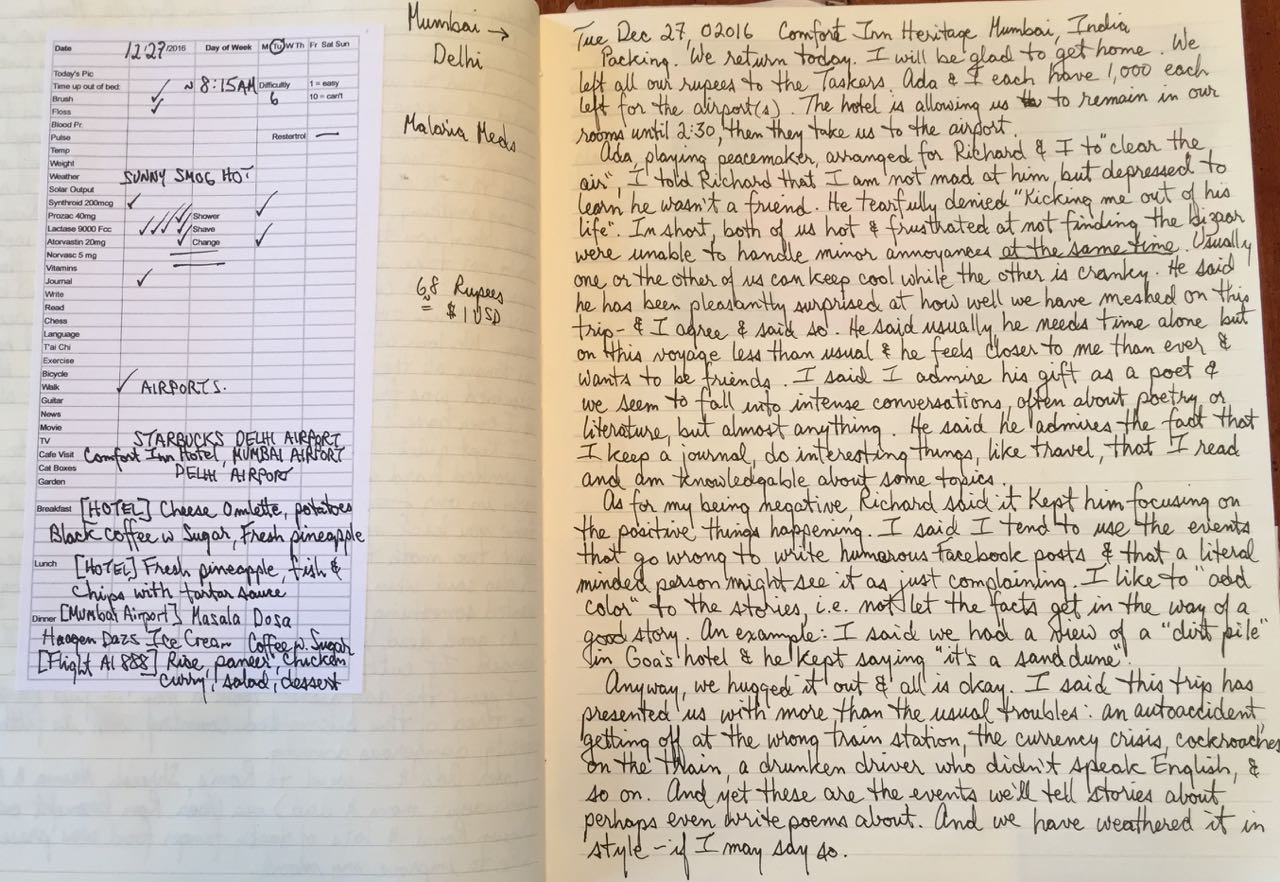 Date 12/27/2016 Day of Week M Tu W Th Fr Sat Sun
Today's Pic
Time up out of bed: ~ 8:15AM Difficulty 1 = easy
Brush 6 10 = can't
Floss
Blood Pr.
Pulse Restortrol —
Temp
Weight
Weather SUNNY SMOG HOT
Solar Output
Synthroid 200mcg
Prozac 40mg Shower
Lactase 9000 Fcc Shave
Atorvastin 20mg Change
Norvasc 5 mg
Vitamins
Journal
Write
Read
Chess
Language
T'ai Chi
Exercise
Bicycle
Walk AIRPORTS.
Guitar
News
Movie
TV STARBUCKS DELHI AIRPORT
Cafe Visit Comfort Inn Hotel, MUMBAI AIRPORT
Cat Boxes DELHI AIRPORT
Garden
Breakfast [HOTEL] Cheese Omlette, potatoes
Black coffee w Sugar, Fresh pineapple
Lunch [HOTEL] Fresh pineapple, fish &
Chips with tartar sauce
Dinner [Mumbai Airport] Masala Dosa
Haagen Dazs Ice Cream Coffee w. Sugar
[Flight AI 888] Rice, paneer, Chicken
curry, salad, dessert
Mumbai →
Delhi
Malaria Meds
68 Rupees
≈ $1 USD
Tue Dec 27, 02016 Comfort Inn Heritage Mumbai, India
Packing. We return today. I will be glad to get home. We
left all our rupees to the Taskers. Ada & I each have 1,000 each
left for the airport(s). The hotel is allowing us to remain in our
rooms until 2:30, then they take us to the airport.
Ada, playing peacemaker, arranged for Richard & I to "clear the
air". I told Richard that I am not mad at him, but depressed to
learn he wasn't a friend. He tearfully denied "Kicking me out of his
life". In short, both of us hot & frustrated at not finding the bizaar
were unable to handle minor annoyances at the same time. Usually
one or the other of us can keep cool while the other is cranky. He said
he has been pleasantly surprised at how well we have meshed on this
trip - & I agree & said so. He said usually he needs time alone but
on this voyage less than usual & he feels closer to me than ever &
wants to be friends. I said I admire his gift as a poet &
we seem to fall into intense conversations, often about poetry or
literature, but almost anything. He said he admires the fact that
I keep a journal, do interesting things, like travel, that I read
and am knowledgable about some topics.
As for my being negative Richard said it kept him focusing on
the positive things happening. I said I tend to use the events
that go wrong to write humorous Facebook posts & that a literal
minded person might see it as just complaining. I like to "add
color" to the stories, i.e. not let the facts get in the way of a
good story. An example: I said we had a view of a "dirt pile"
in Goa's hotel & he kept saying "it's a sand dune".
Anyway, we hugged it out & all is okay. I said this trip has
presented us with more than the usual troubles: an autoaccident,
getting off at the wrong train station, the currency crisis, cockroaches
on the train, a drunken driver who didn't speak English, &
so on. And yet these are the events we'll tell stories about
perhaps even write poems about. And we have weathered it in
style - if I may say so.